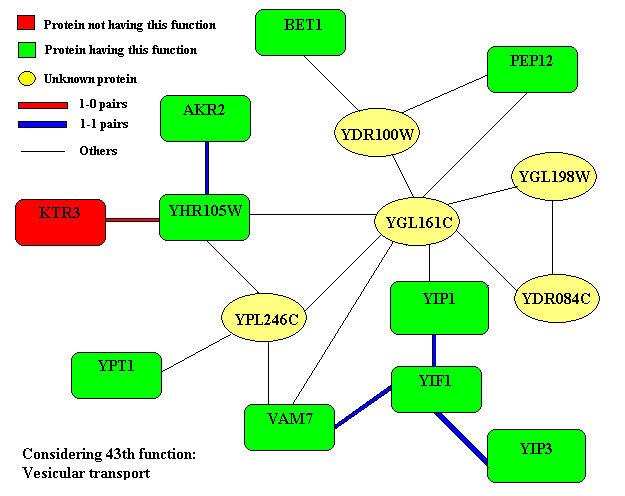 Protein not having this function
Protein having this function
Unknown protein
1-0 pairs
1-1 pairs
Others
BET1
PEP12
AKR2
YDR100W
YGL198W
KTR3
YHR105W
YGL161C
YDR084C
YIP1
YPL246C
YPT1
YIF1
VAM7
YIP3
Considering 43th function:
Vesicular transport